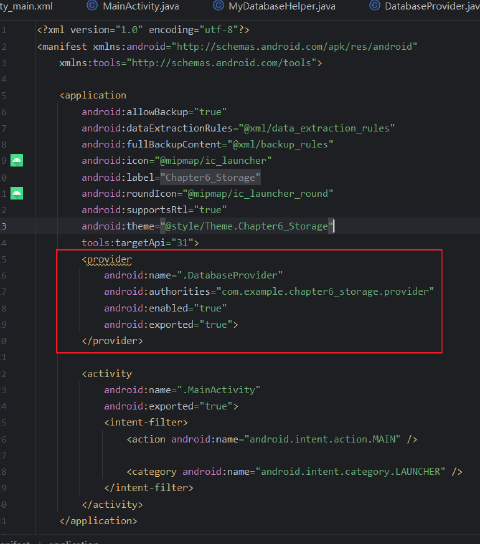 ty_main.xml MainActivity.java MyDatabaseHelper.java DatabaseProvider.jav
1 <?xml version="1.0" encoding="utf-8"?>
2 <manifest xmlns:android="http://schemas.android.com/apk/res/android"
3 xmlns:tools="http://schemas.android.com/tools">
4
5 <application
6 android:allowBackup="true"
7 android:dataExtractionRules="@xml/data_extraction_rules"
8 android:fullBackupContent="@xml/backup_rules"
9 android:icon="@mipmap/ic_launcher"
0 android:label="Chapter6_Storage"
1 android:roundIcon="@mipmap/ic_launcher_round"
2 android:supportsRtl="true"
3 android:theme="@style/Theme.Chapter6_Storage"
4 tools:targetApi="31">
5 <provider
6 android:name=".DatabaseProvider"
7 android:authorities="com.example.chapter6_storage.provider"
8 android:enabled="true"
9 android:exported="true">
0 </provider>
1
2 <activity
3 android:name=".MainActivity"
4 android:exported="true">
5 <intent-filter>
6 <action android:name="android.intent.action.MAIN" />
7
8 <category android:name="android.intent.category.LAUNCHER" />
9 </intent-filter>
0 </activity>
1 </application>